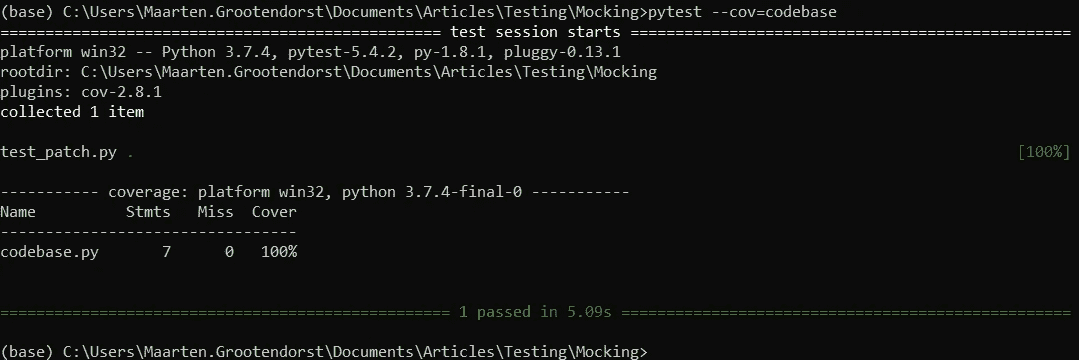 (base) C:\Users\Maarten.Grootendorst\Documents\Articles\Testing\Mocking>pytest --cov=codebase
================================================= test session starts =================================================
platform win32 -- Python 3.7.4, pytest-5.4.2, py-1.8.1, pluggy-0.13.1
rootdir: C:\Users\Maarten.Grootendorst\Documents\Articles\Testing\Mocking
plugins: cov-2.8.1
collected 1 item
test_patch.py . [100%]
----------- coverage: platform win32, python 3.7.4-final-0 -----------
Name          Stmts   Miss  Cover
---------------------------------
codebase.py       7      0   100%
================================================== 1 passed in 5.09s ==================================================
(base) C:\Users\Maarten.Grootendorst\Documents\Articles\Testing\Mocking>